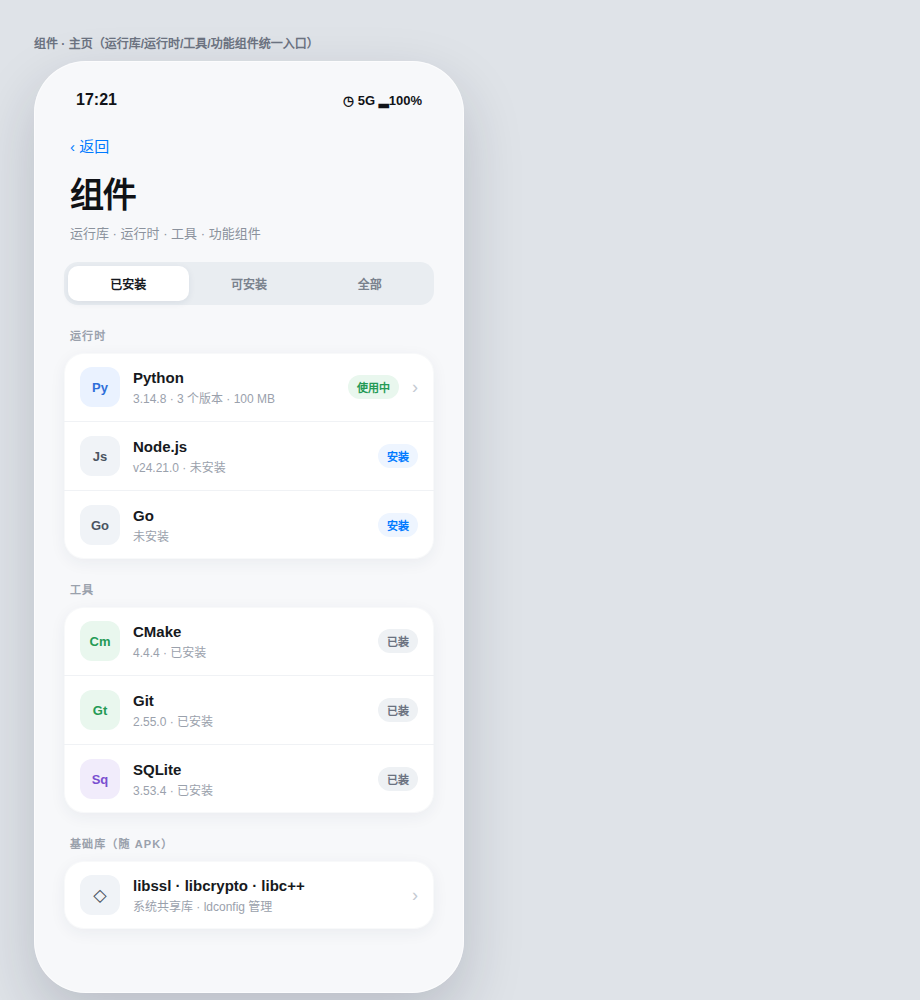 组件 · 主页（运行库/运行时/工具/功能组件统一入口）
17:21
◷ 5G ▂100%
‹ 返回
组件
运行库 · 运行时 · 工具 · 功能组件
已安装 可安装 全部
运行时
Py Python 使用中 ›
3.14.8 · 3 个版本 · 100 MB
Js Node.js 安装
v24.21.0 · 未安装
Go Go 安装
未安装
工具
Cm CMake 已装
4.4.4 · 已安装
Gt Git 已装
2.55.0 · 已安装
Sq SQLite 已装
3.53.4 · 已安装
基础库（随 APK）
◇ libssl · libcrypto · libc++ ›
系统共享库 · ldconfig 管理